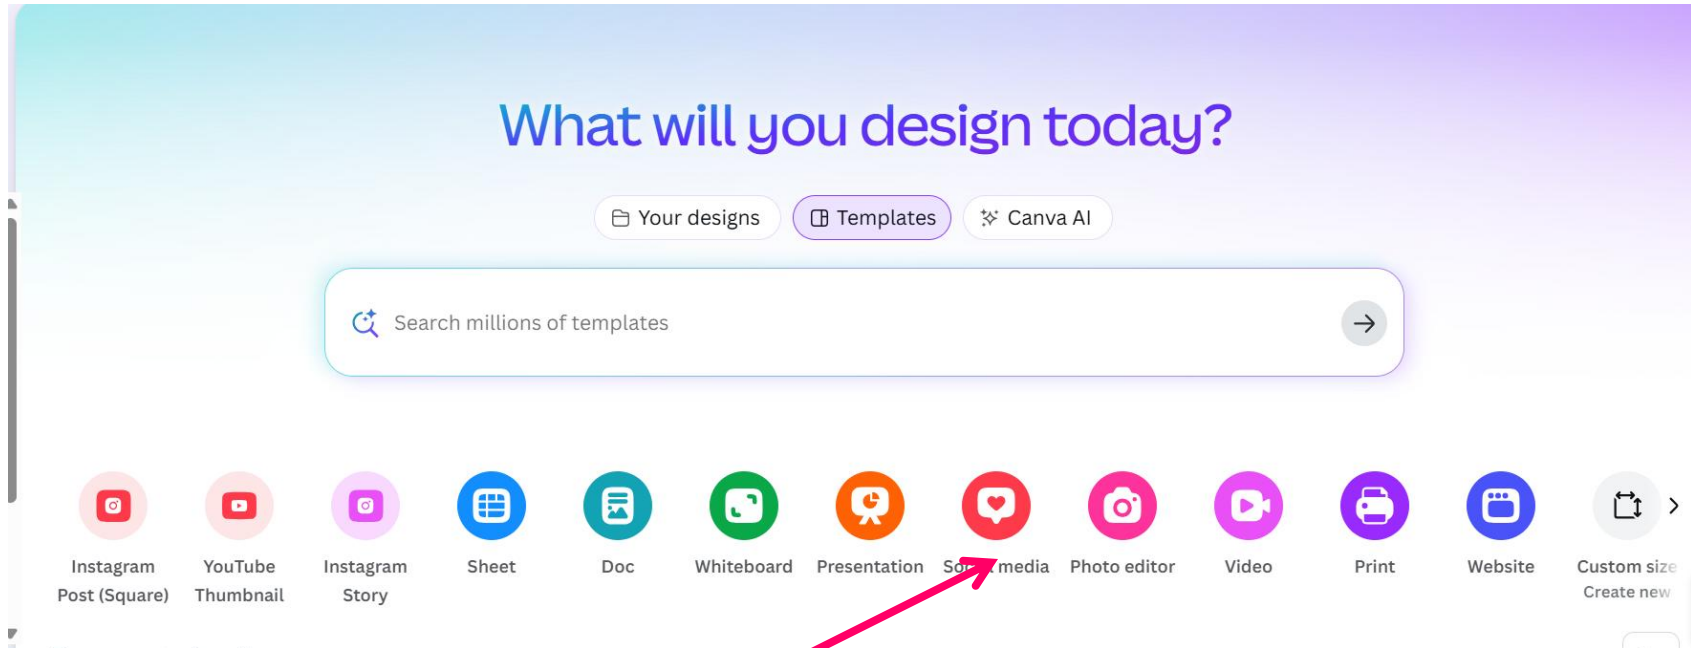 What will you design today?
Your designs Templates Canva AI
Search millions of templates
Instagram Post (Square)
YouTube Thumbnail
Instagram Story
Sheet
Doc
Whiteboard
Presentation
Social media
Photo editor
Video
Print
Website
Custom size
Create new